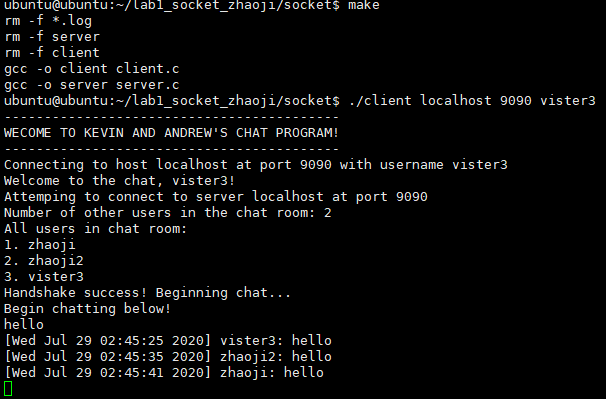 ubuntu@ubuntu:~/lab1_socket_zhaoji/socket$ make
rm -f *.log
rm -f server
rm -f client
gcc -o client client.c
gcc -o server server.c
ubuntu@ubuntu:~/lab1_socket_zhaoji/socket$ ./client localhost 9090 vister3
------------------------------------------
WECOME TO KEVIN AND ANDREW'S CHAT PROGRAM!
------------------------------------------
Connecting to host localhost at port 9090 with username vister3
Welcome to the chat, vister3!
Attemping to connect to server localhost at port 9090
Number of other users in the chat room: 2
All users in chat room:
1. zhaoji
2. zhaoji2
3. vister3
Handshake success! Beginning chat...
Begin chatting below!
hello
[Wed Jul 29 02:45:25 2020] vister3: hello
[Wed Jul 29 02:45:35 2020] zhaoji2: hello
[Wed Jul 29 02:45:41 2020] zhaoji: hello